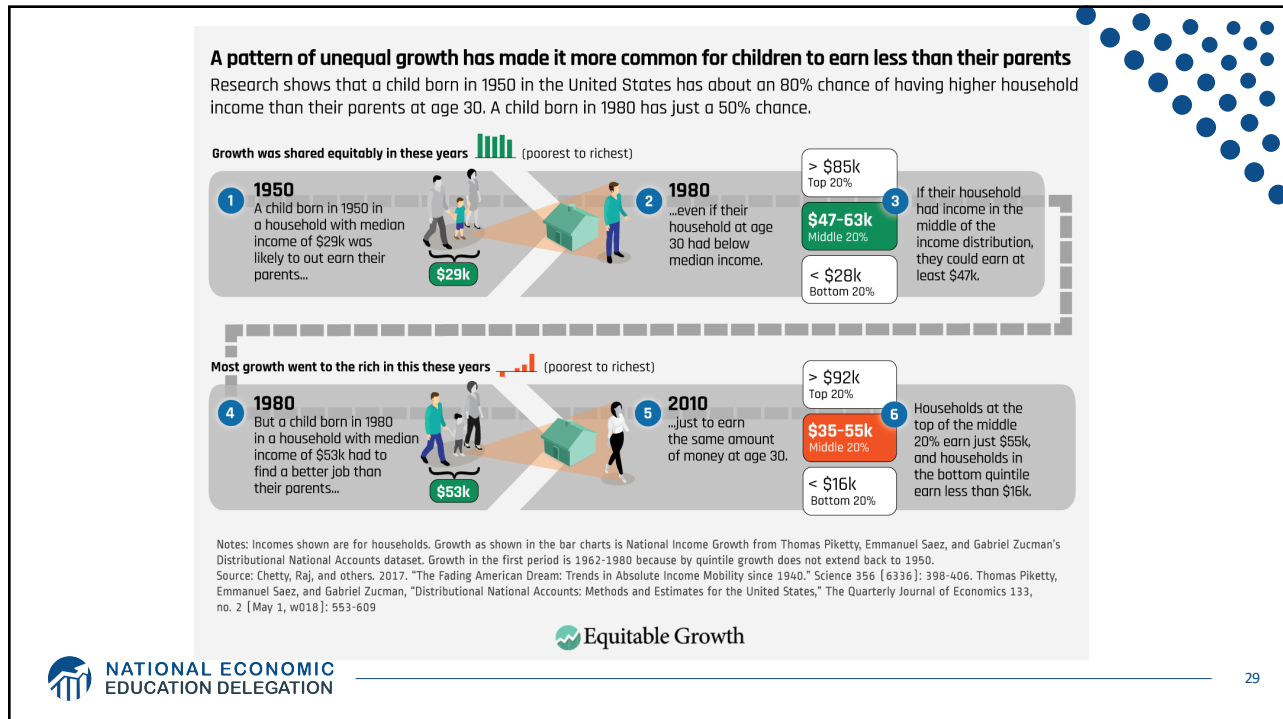 A pattern of unequal growth has made it more common for children to earn less than their parents
Research shows that a child born in 1950 in the United States has about an 80% chance of having higher household
income than their parents at age 30. A child born in 1980 has just a 50% chance.
Growth was shared equitably in these years (poorest to richest)
1
1950
A child born in 1950 in
a household with median
income of $29k was
likely to out earn their
parents...
$29k
2
1980
...even if their
household at age
30 had below
median income.
> $85k
Top 20%
$47-63k
Middle 20%
< $28k
Bottom 20%
3
If their household
had income in the
middle of the
income distribution,
they could earn at
least $47k.
Most growth went to the rich in this these years (poorest to richest)
4
1980
But a child born in 1980
in a household with median
income of $53k had to
find a better job than
their parents...
$53k
5
2010
...just to earn
the same amount
of money at age 30.
> $92k
Top 20%
$35-55k
Middle 20%
< $16k
Bottom 20%
6
Households at the
top of the middle
20% earn just $55k,
and households in
the bottom quintile
earn less than $16k.
Notes: Incomes shown are for households. Growth as shown in the bar charts is National Income Growth from Thomas Piketty, Emmanuel Saez, and Gabriel Zucman's
Distributional National Accounts dataset. Growth in the first period is 1962-1980 because by quintile growth does not extend back to 1950.
Source: Chetty, Raj, and others. 2017. "The Fading American Dream: Trends in Absolute Income Mobility since 1940." Science 356 (6336): 398-406. Thomas Piketty,
Emmanuel Saez, and Gabriel Zucman, "Distributional National Accounts: Methods and Estimates for the United States," The Quarterly Journal of Economics 133,
no. 2 (May 1, w018): 553-609
Equitable Growth
NATIONAL ECONOMIC
EDUCATION DELEGATION
29